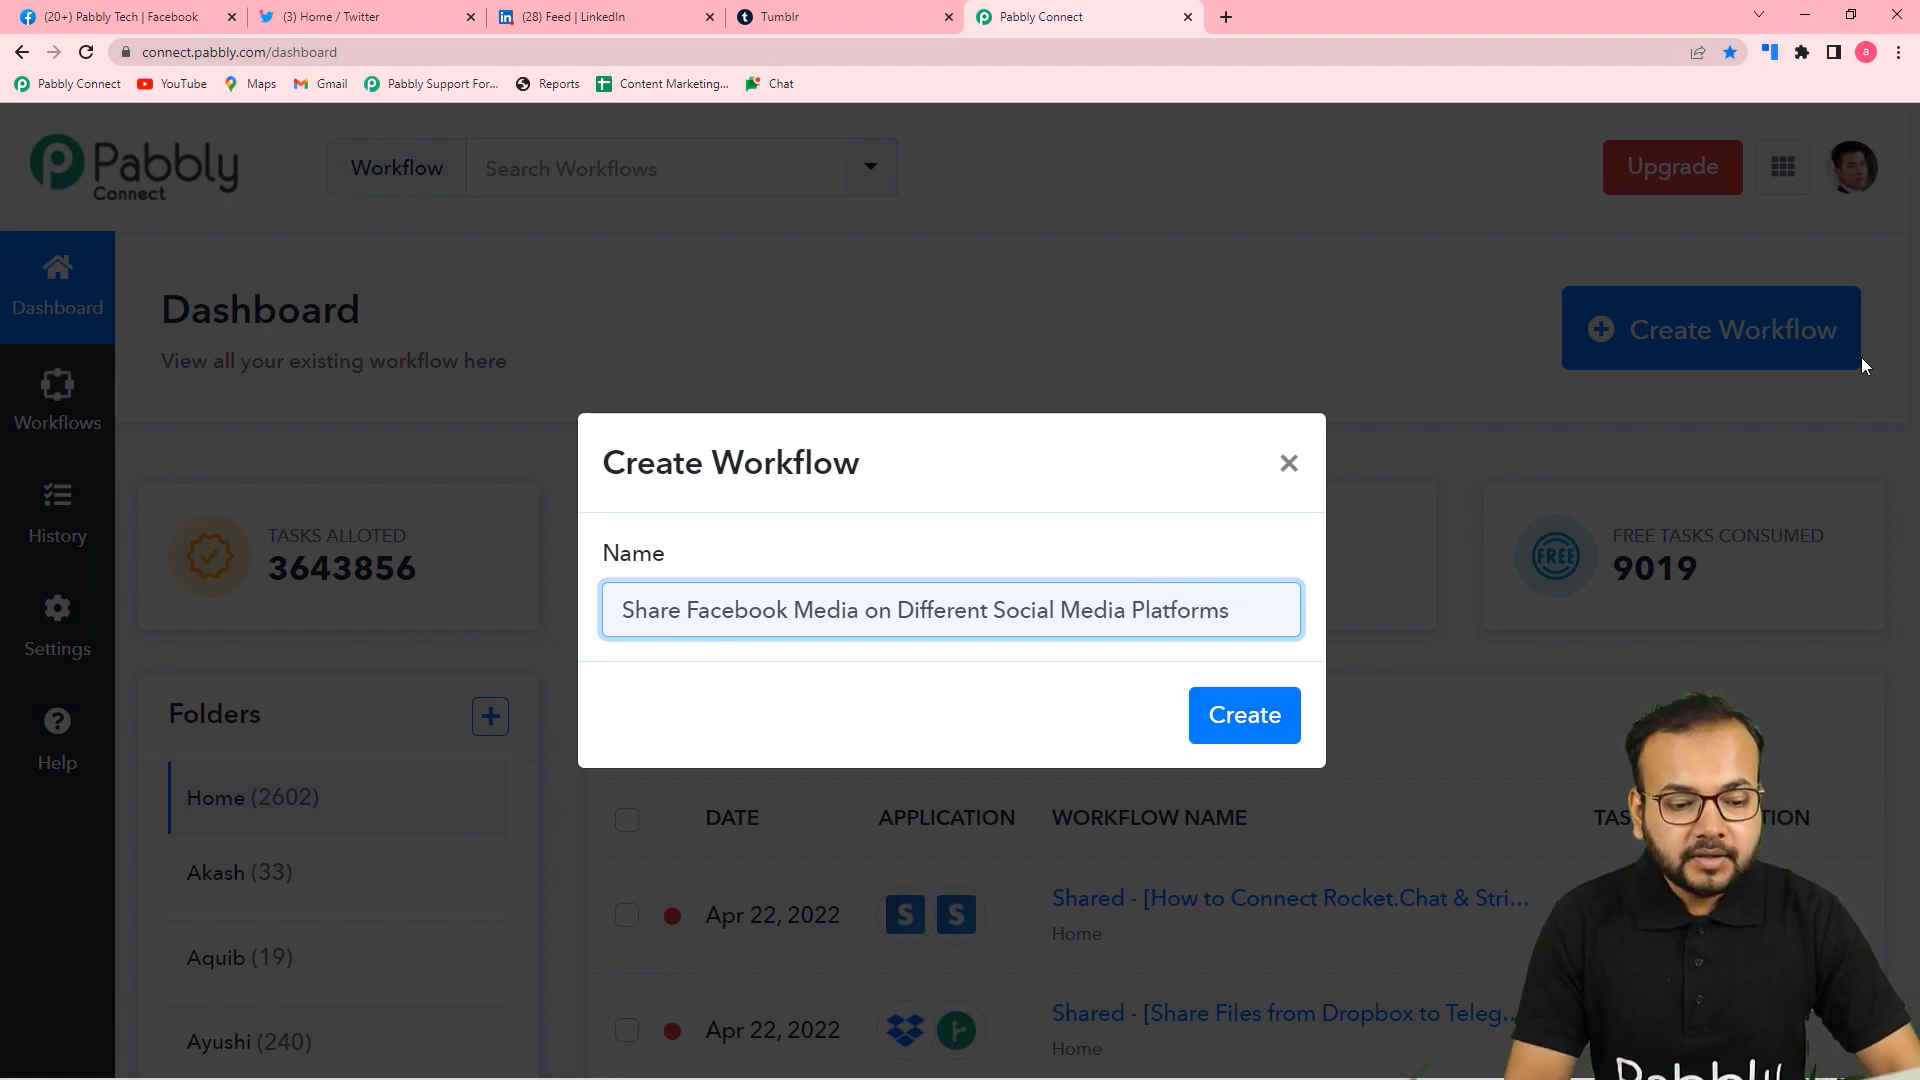 (20+) Pabbly Tech | Facebook
(3) Home / Twitter
(28) Feed | LinkedIn
Tumblr
Pabbly Connect
connect.pabbly.com/dashboard
a
Pabbly Connect
YouTube
Maps
Gmail
Pabbly Support For...
Reports
Content Marketing...
Chat
Pabbly
Connect
Workflow
Search Workflows
Upgrade
Dashboard
Workflows
History
Settings
Help
Dashboard
View all your existing workflow here
Create Workflow
Create Workflow
Name
Share Facebook Media on Different Social Media Platforms
Create
TASKS ALLOTED
3643856
FREE
FREE TASKS CONSUMED
9019
Folders
Home (2602)
Akash (33)
Aquib (19)
Ayushi (240)
DATE
APPLICATION
WORKFLOW NAME
Apr 22, 2022
S S
Shared - [How to Connect Rocket.Chat & Stri...
Home
Apr 22, 2022
Shared - [Share Files from Dropbox to Teleg...
Home
Pabbly